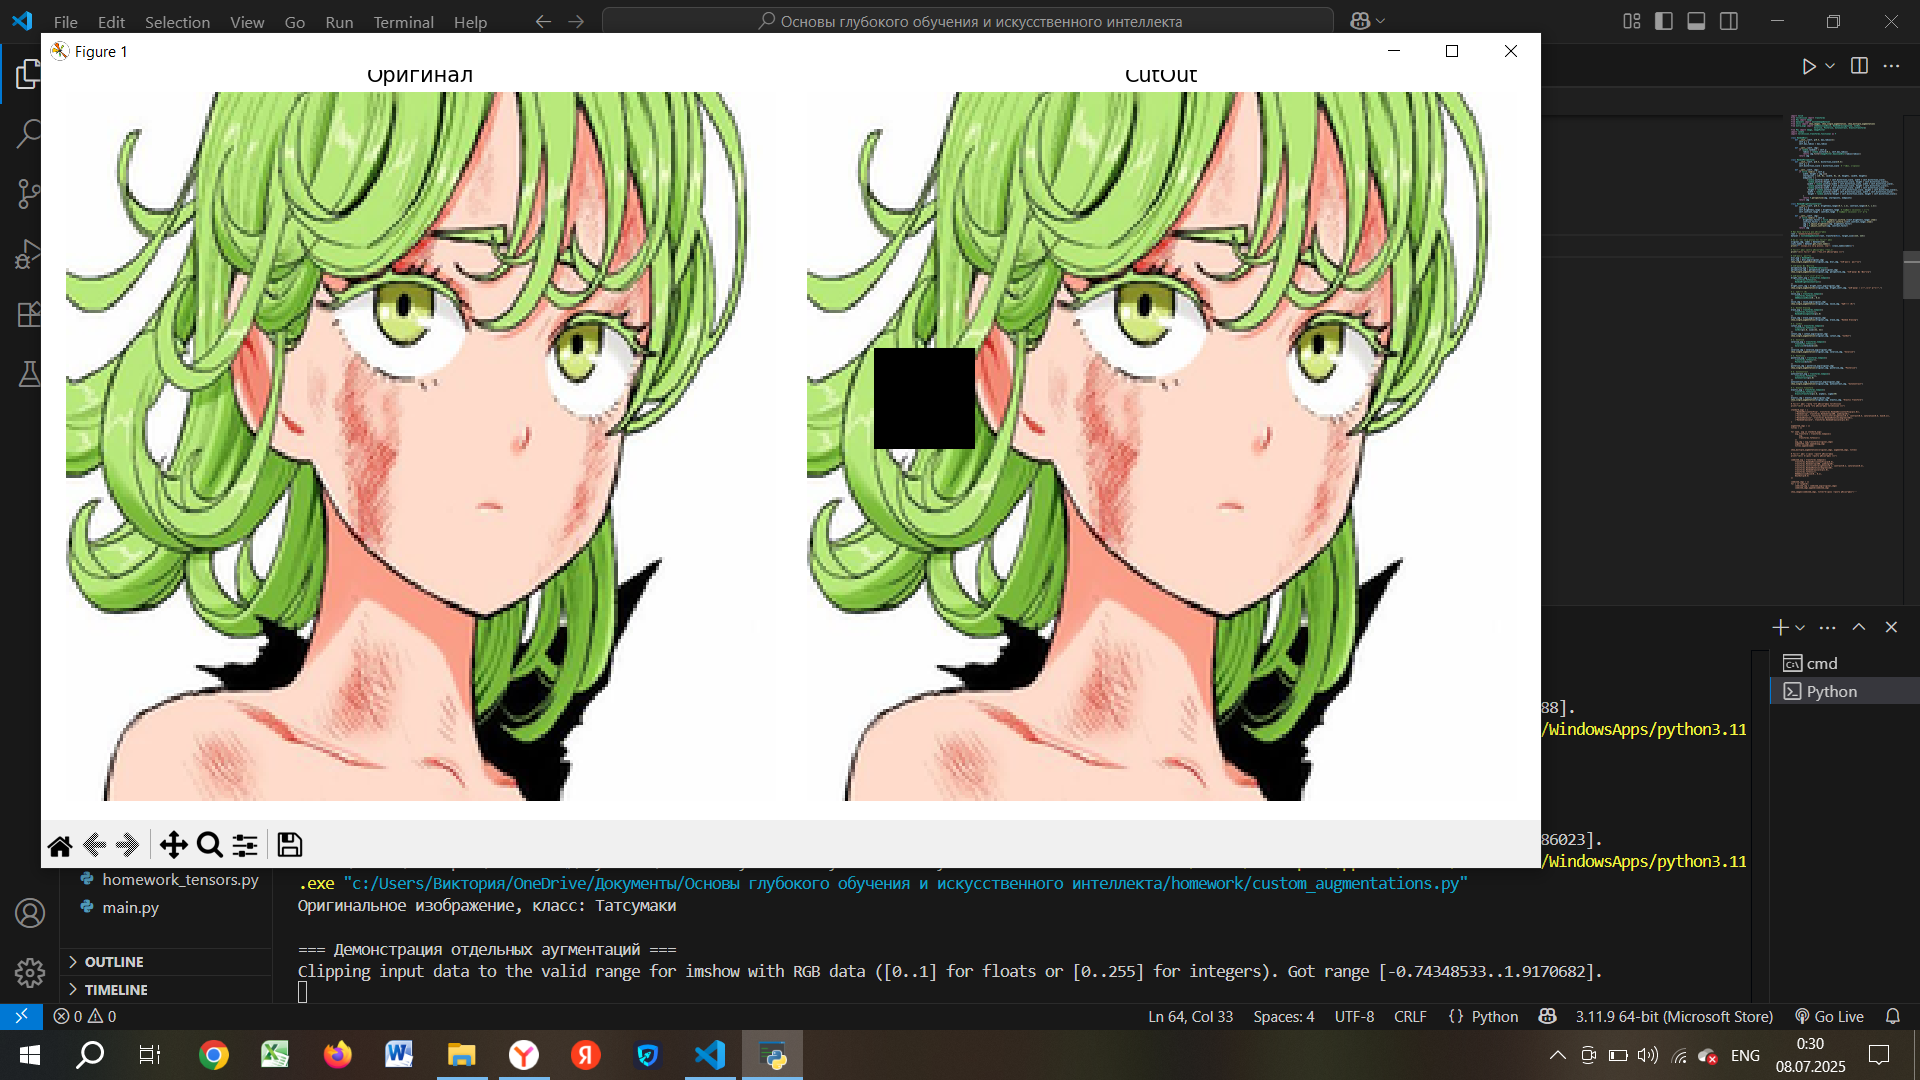 File Edit Selection View Go Run Terminal Help
Основы глубокого обучения и искусственного интеллекта
Figure 1
Оригинал
CutOut
88].
/WindowsApps/python3.11
86023].
/WindowsApps/python3.11
.exe "c:/Users/Виктория/OneDrive/Документы/Основы глубокого обучения и искусственного интеллекта/homework/custom_augmentations.py"
Оригинальное изображение, класс: Татсумаки
=== Демонстрация отдельных аугментаций ===
Clipping input data to the valid range for imshow with RGB data ([0..1] for floats or [0..255] for integers). Got range [-0.74348533..1.9170682].
cmd
Python
homework_tensors.py
main.py
OUTLINE
TIMELINE
0 0
Ln 64, Col 33 Spaces: 4 UTF-8 CRLF {} Python 3.11.9 64-bit (Microsoft Store) Go Live
ENG
0:30
08.07.2025